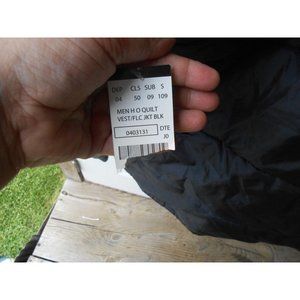 DEP CLS SUB S
04 50 09 109
MEN H O QUILT
VEST/FLC JKT BLK
0403131
DTE
J0